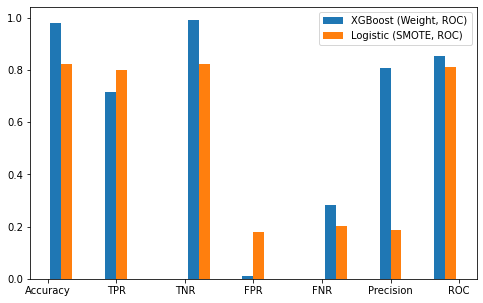 XGBoost (Weight, ROC)
Logistic (SMOTE, ROC)
1.0
0.8
0.6
0.4
0.2
0.0
Accuracy TPR TNR FPR FNR Precision ROC